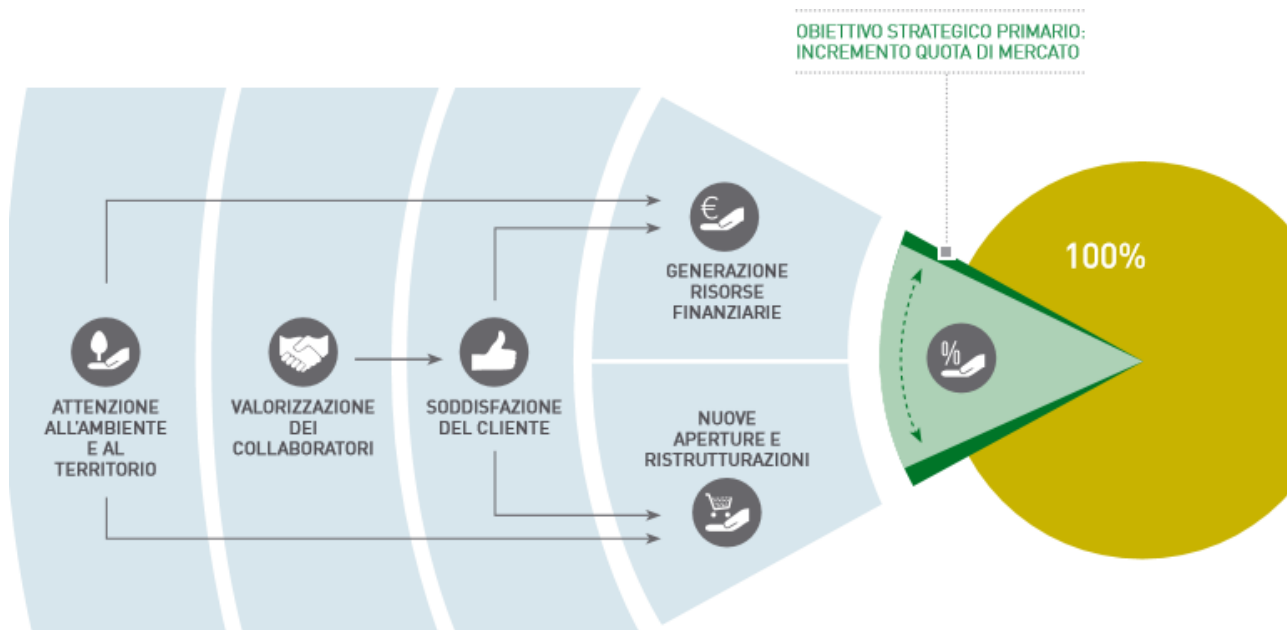 OBIETTIVO STRATEGICO PRIMARIO:
INCREMENTO QUOTA DI MERCATO
100%
€
GENERAZIONE
RISORSE
FINANZIARIE
%
ATTENZIONE
ALL'AMBIENTE
E AL
TERRITORIO
VALORIZZAZIONE
DEI
COLLABORATORI
SODDISFAZIONE
DEL CLIENTE
NUOVE
APERTURE E
RISTRUTTURAZIONI